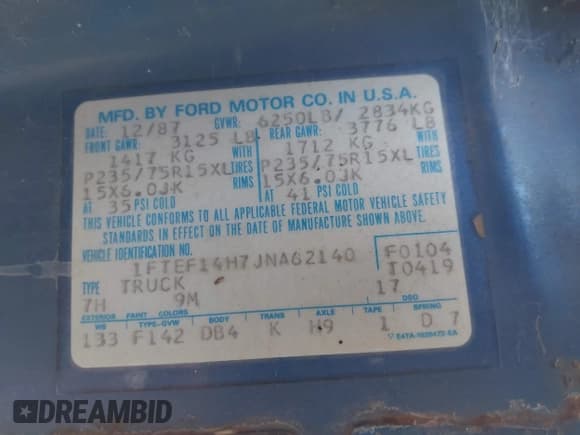 MFD. BY FORD MOTOR CO. IN U.S.A.
DATE: 12/87 GVWR: 6250LB/ 2834KG
FRONT GAWR: 3125 LB REAR GAWR: 3776 LB
1417 KG WITH 1712 KG WITH
P235/75R15XL TIRES P235/75R15XL TIRES
15X6.0JK RIMS 15X6.0JK RIMS
AT 35 PSI COLD AT 41 PSI COLD
THIS VEHICLE CONFORMS TO ALL APPLICABLE FEDERAL MOTOR VEHICLE SAFETY
STANDARDS IN EFFECT ON THE DATE OF MANUFACTURE SHOWN ABOVE.
VEHICLE IDENTIFICATION NO.
1FTEF14H7JNA62140 F0104
TYPE TRUCK T0419
7H 9M 17
EXTERIOR PAINT COLORS DSO
WB TYPE-GVW BODY TRANS AXLE TAPE SPRING
133 F142 DB4 K H9 1 D 7
DREAMBID